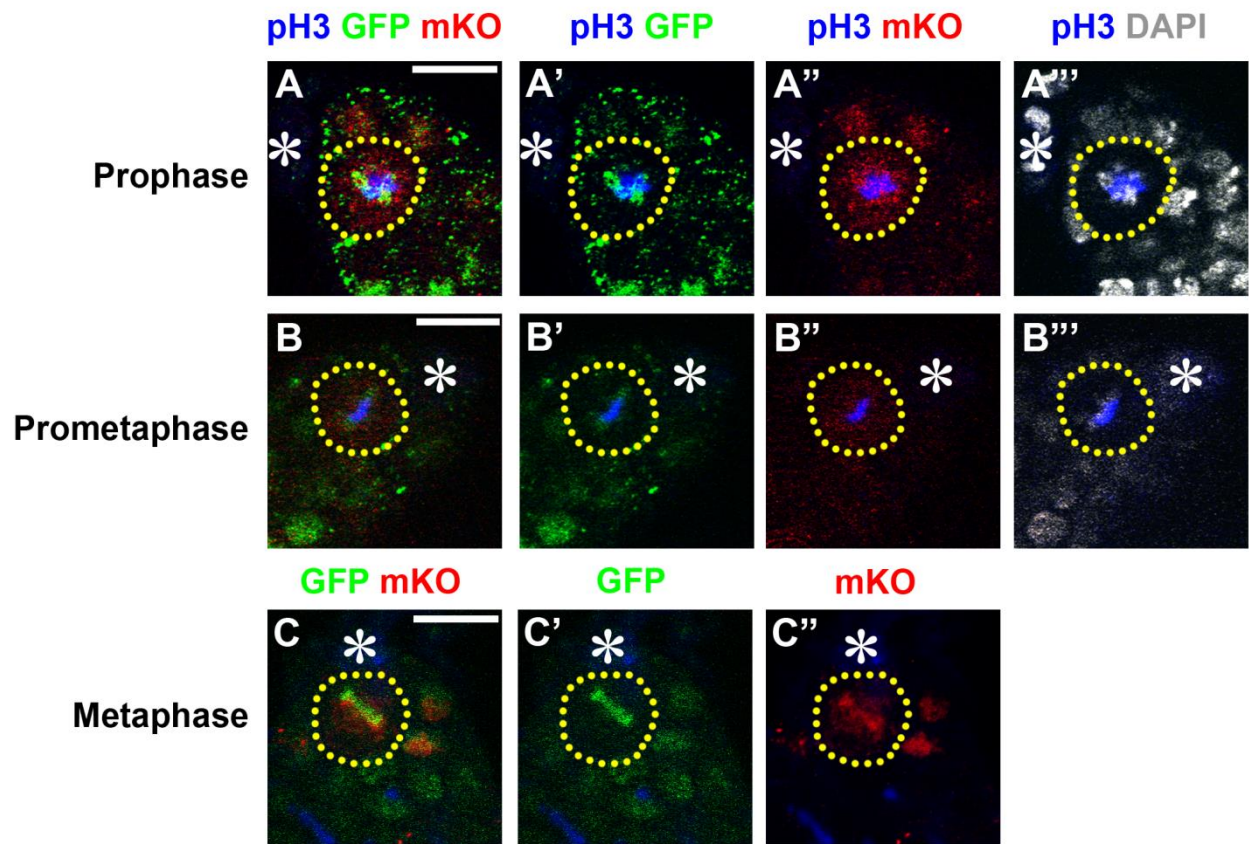 pH3 GFP mKO pH3 GFP pH3 mKO pH3 DAPI
Prophase
A A’ A” A”’
* * * *
Prometaphase
B B’ B” B”’
* * * *
GFP mKO GFP mKO
Metaphase
C C’ C”
* * *